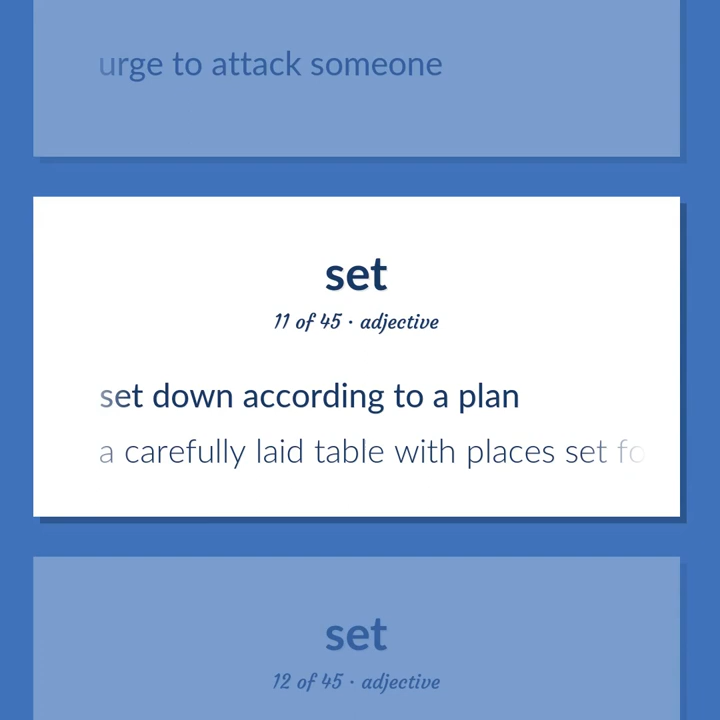 urge to attack someone
set
11 of 45 · adjective
set down according to a plan
a carefully laid table with places set fo
set
12 of 45 · adjective